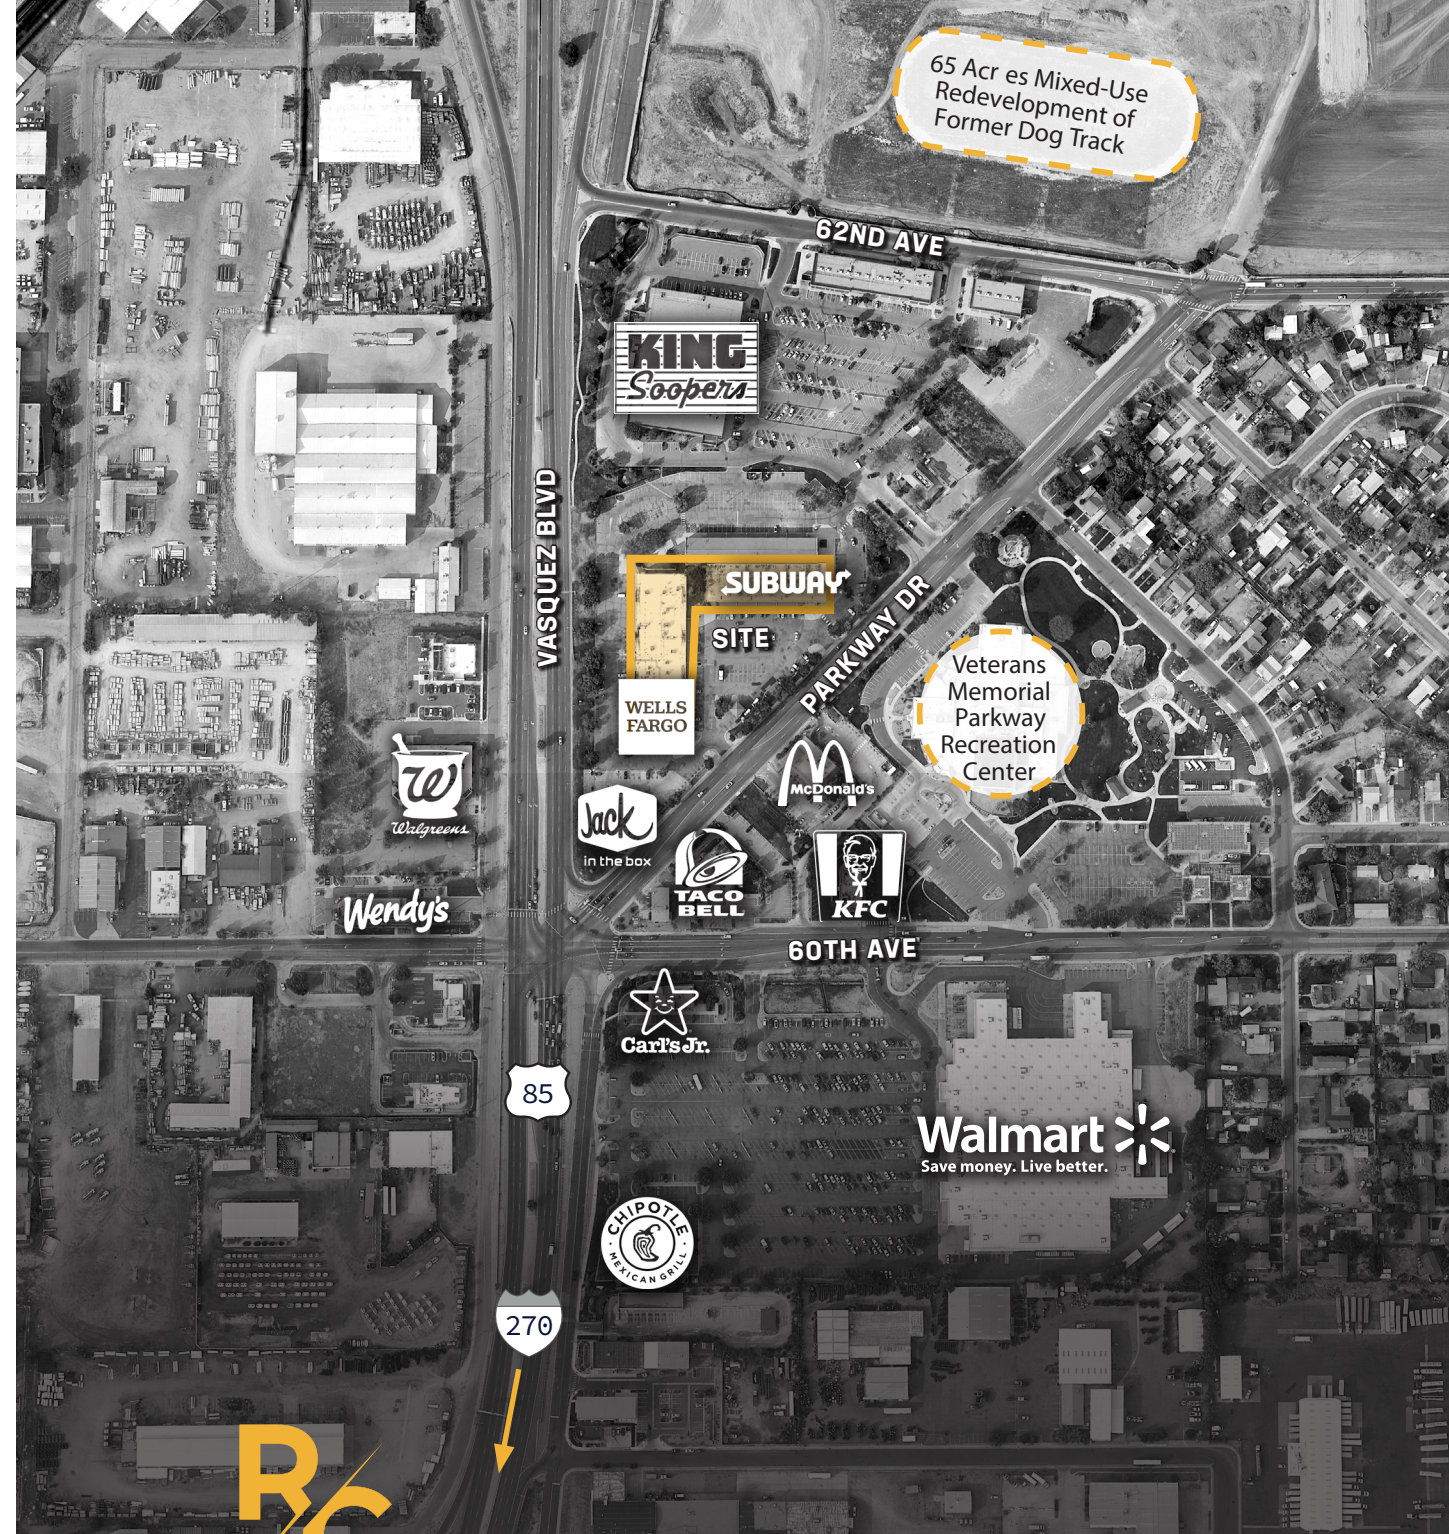 65 Acr es Mixed-Use
Redevelopment of
Former Dog Track
62ND AVE
KING
Soopers
VASQUEZ BLVD
SUBWAY
SITE
PARKWAY DR
WELLS
FARGO
Veterans
Memorial
Parkway
Recreation
Center
W
Walgreens
McDonald's
Jack
in the box
TACO
BELL
KFC
Wendy's
60TH AVE
Carl's Jr.
85
Walmart
Save money. Live better.
CHIPOTLE
MEXICAN GRILL
270
R
C